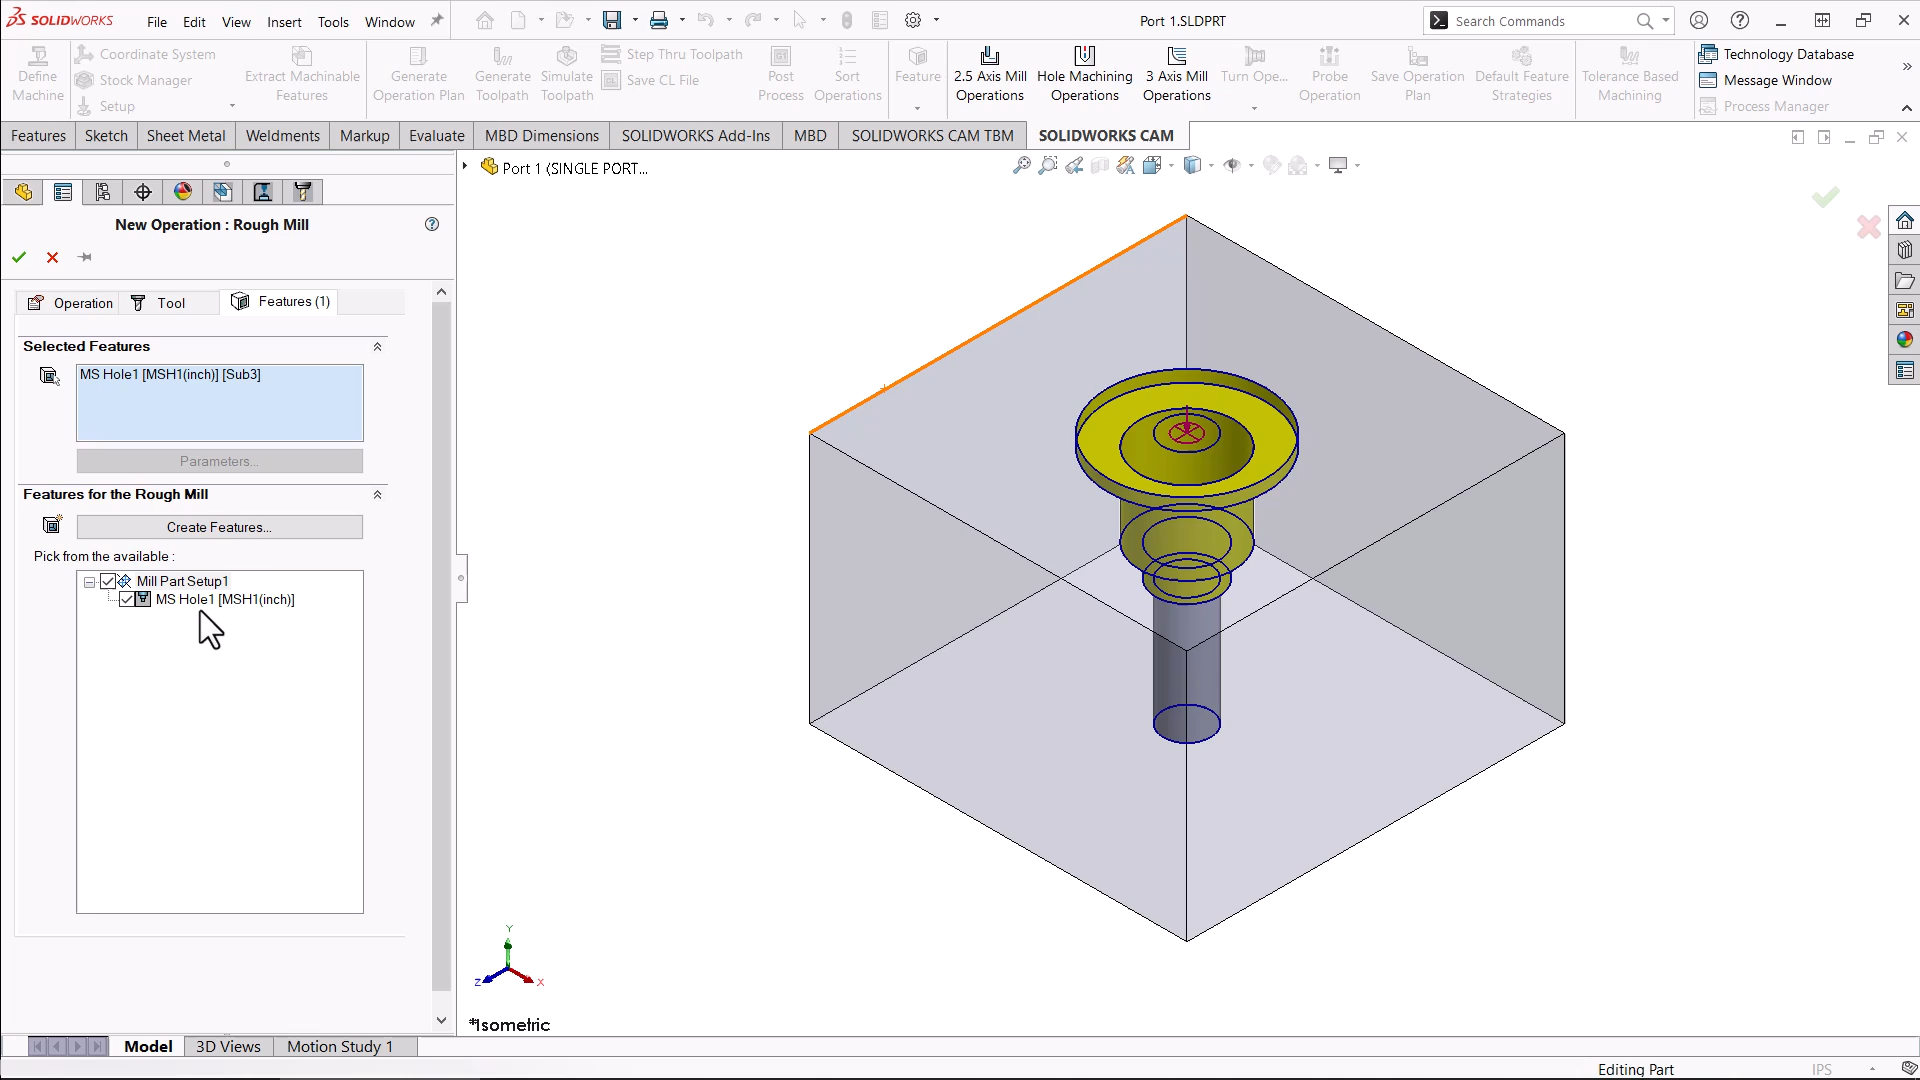 SOLIDWORKS
File
Edit
View
Insert
Tools
Window
Port 1.SLDPRT
Search Commands
Define
Machine
Coordinate System
Stock Manager
Setup
Extract Machinable
Features
Generate
Operation Plan
Generate
Toolpath
Simulate
Toolpath
Step Thru Toolpath
Save CL File
Post
Process
Sort
Operations
Feature
2.5 Axis Mill
Operations
Hole Machining
Operations
3 Axis Mill
Operations
Turn Ope...
Probe
Operation
Save Operation
Plan
Default Feature
Strategies
Tolerance Based
Machining
Technology Database
Message Window
Process Manager
Features
Sketch
Sheet Metal
Weldments
Markup
Evaluate
MBD Dimensions
SOLIDWORKS Add-Ins
MBD
SOLIDWORKS CAM TBM
SOLIDWORKS CAM
Port 1 (SINGLE PORT...
New Operation : Rough Mill
Operation
Tool
Features (1)
Selected Features
MS Hole1 [MSH1(inch)] [Sub3]
Parameters...
Features for the Rough Mill
Create Features...
Pick from the available :
Mill Part Setup1
MS Hole1 [MSH1(inch)]
Y
Z
X
*Isometric
Model
3D Views
Motion Study 1
Editing Part
IPS